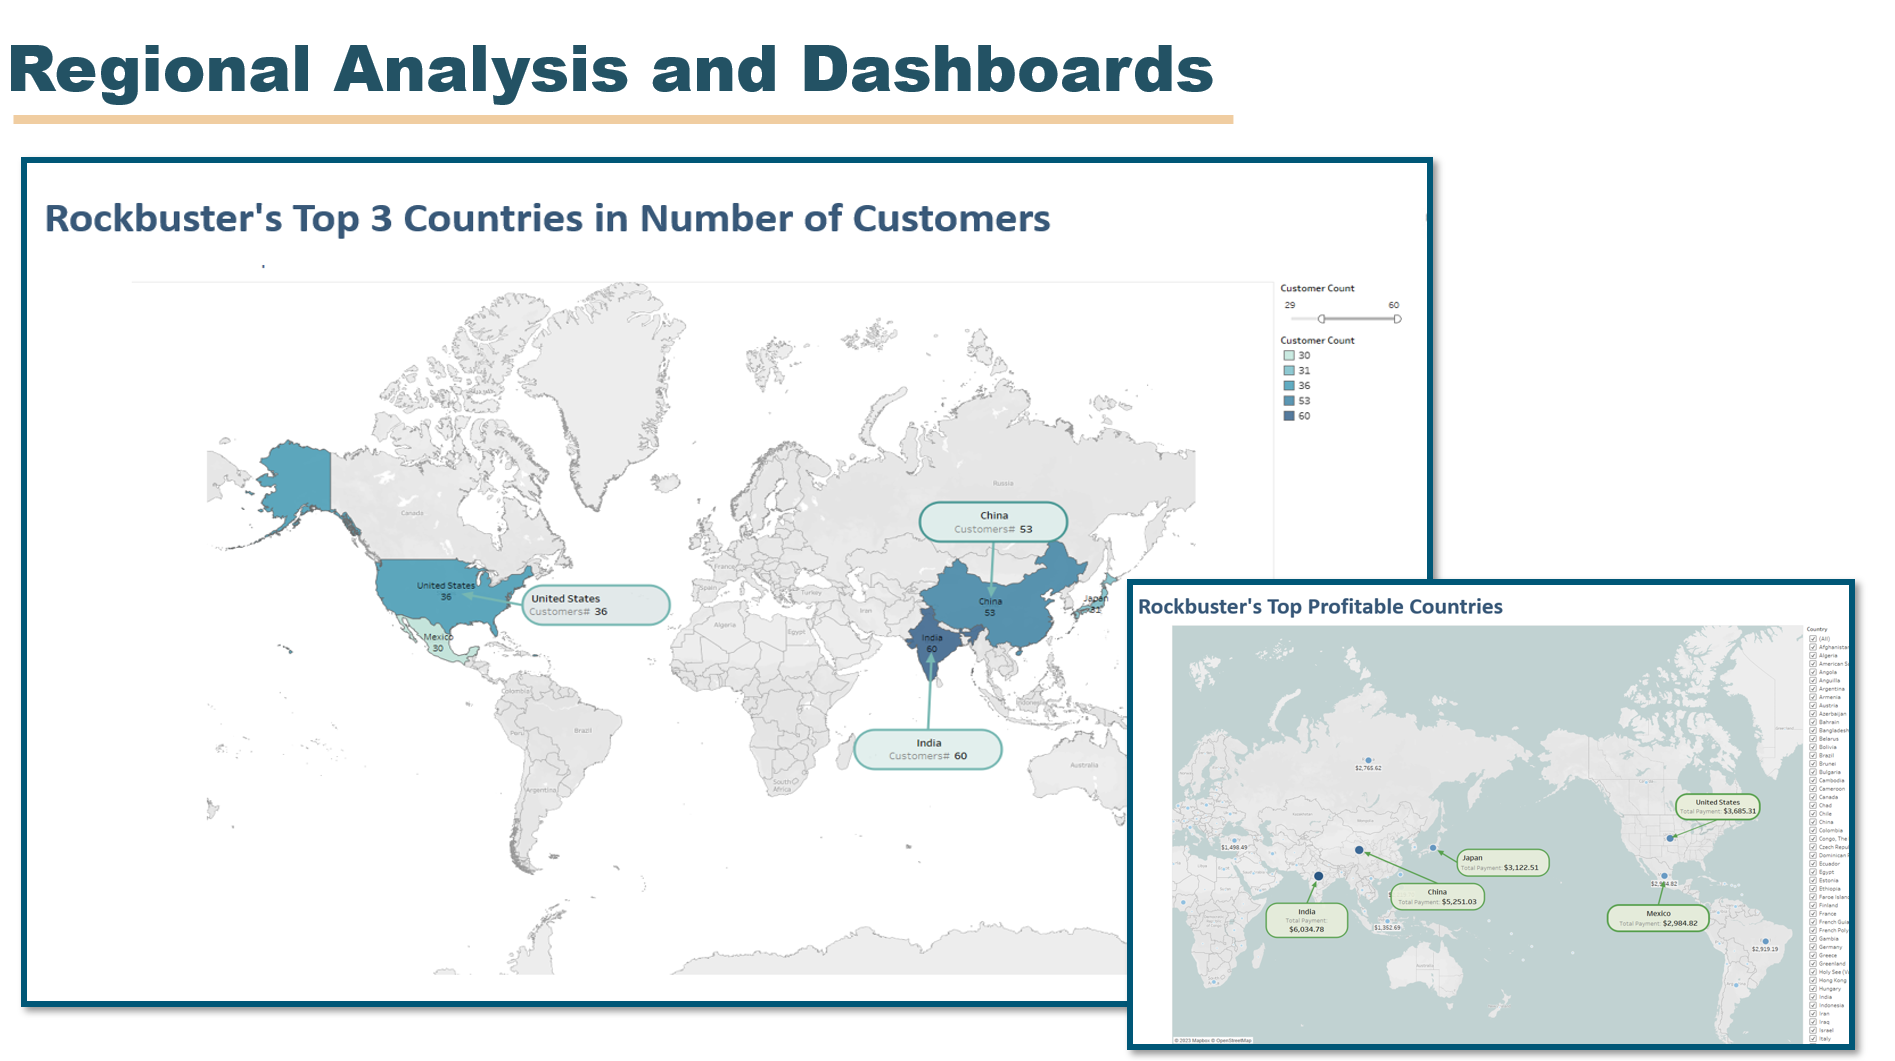 Regional Analysis and Dashboards
Rockbuster's Top 3 Countries in Number of Customers
Customer Count
29 60
Customer Count
30
31
36
53
60
Russia
Canada
China
Customers# 53
United States
36
United States
Customers# 36
France
Spain
Turkey
Iran
China
53
Japan
31
Mexico
30
Algeria
Egypt
India
60
Colombia
Indonesia
Peru
Brazil
India
Customers# 60
Australia
South
Africa
Argentina
Rockbuster's Top Profitable Countries
Country
(All)
Afghanistan
Algeria
American S
Angola
Anguilla
Argentina
Armenia
Austria
Azerbaijan
Bahrain
Bangladesh
Belarus
Bolivia
Brazil
Brunei
Bulgaria
Cambodia
Cameroon
Canada
Chad
Chile
China
Colombia
Congo, The
Czech Repu
Dominican R
Ecuador
Egypt
Estonia
Ethiopia
Faroe Islan
Finland
France
French Gui
French Poly
Gambia
Germany
Greece
Greenland
Holy See (V
Hong Kong
Hungary
India
Indonesia
Iran
Iraq
Israel
Italy
$2,765.62
United States
Total Payment: $3,685.31
$1,498.49
Japan
Total Payment: $3,122.51
China
Total Payment: $5,251.03
India
Total Payment:
$6,034.78
$1,352.69
Mexico
Total Payment: $2,984.82
$2,919.19
© 2023 Mapbox © OpenStreetMap